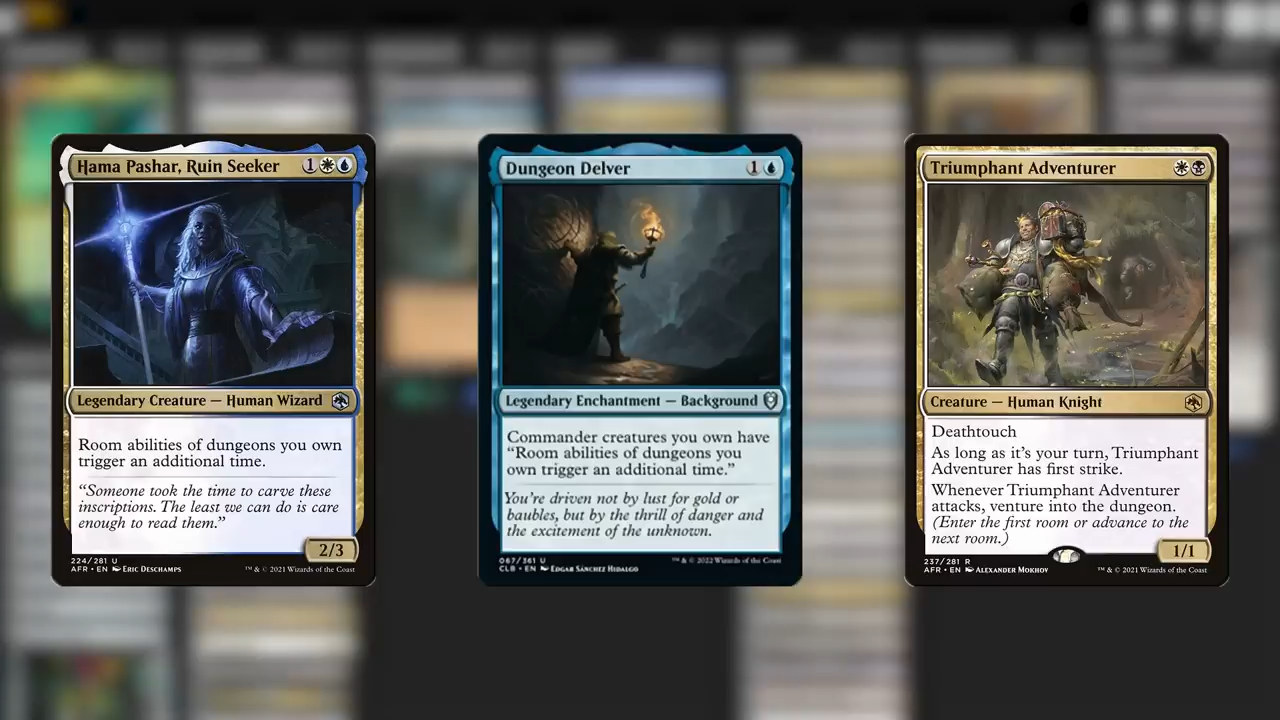 Hama Pashar, Ruin Seeker 1
Legendary Creature — Human Wizard
Room abilities of dungeons you own
trigger an additional time.
“Someone took the time to carve these
inscriptions. The least we can do is care
enough to read them.”
2/3
224/281 U
AFR • EN Eric Deschamps
™ & © 2021 Wizards of the Coast
Dungeon Delver 1
Legendary Enchantment — Background
Commander creatures you own have
“Room abilities of dungeons you
own trigger an additional time.”
You're driven not by lust for gold or
baubles, but by the thrill of danger and
the excitement of the unknown.
067/361 U
CLB • EN Edgar Sánchez Hidalgo
™ & © 2022 Wizards of the Coast
Triumphant Adventurer
Creature — Human Knight
Deathtouch
As long as it's your turn, Triumphant
Adventurer has first strike.
Whenever Triumphant Adventurer
attacks, venture into the dungeon.
(Enter the first room or advance to the
next room.)
1/1
237/281 R
AFR • EN Alexander Mokhov
™ & © 2021 Wizards of the Coast